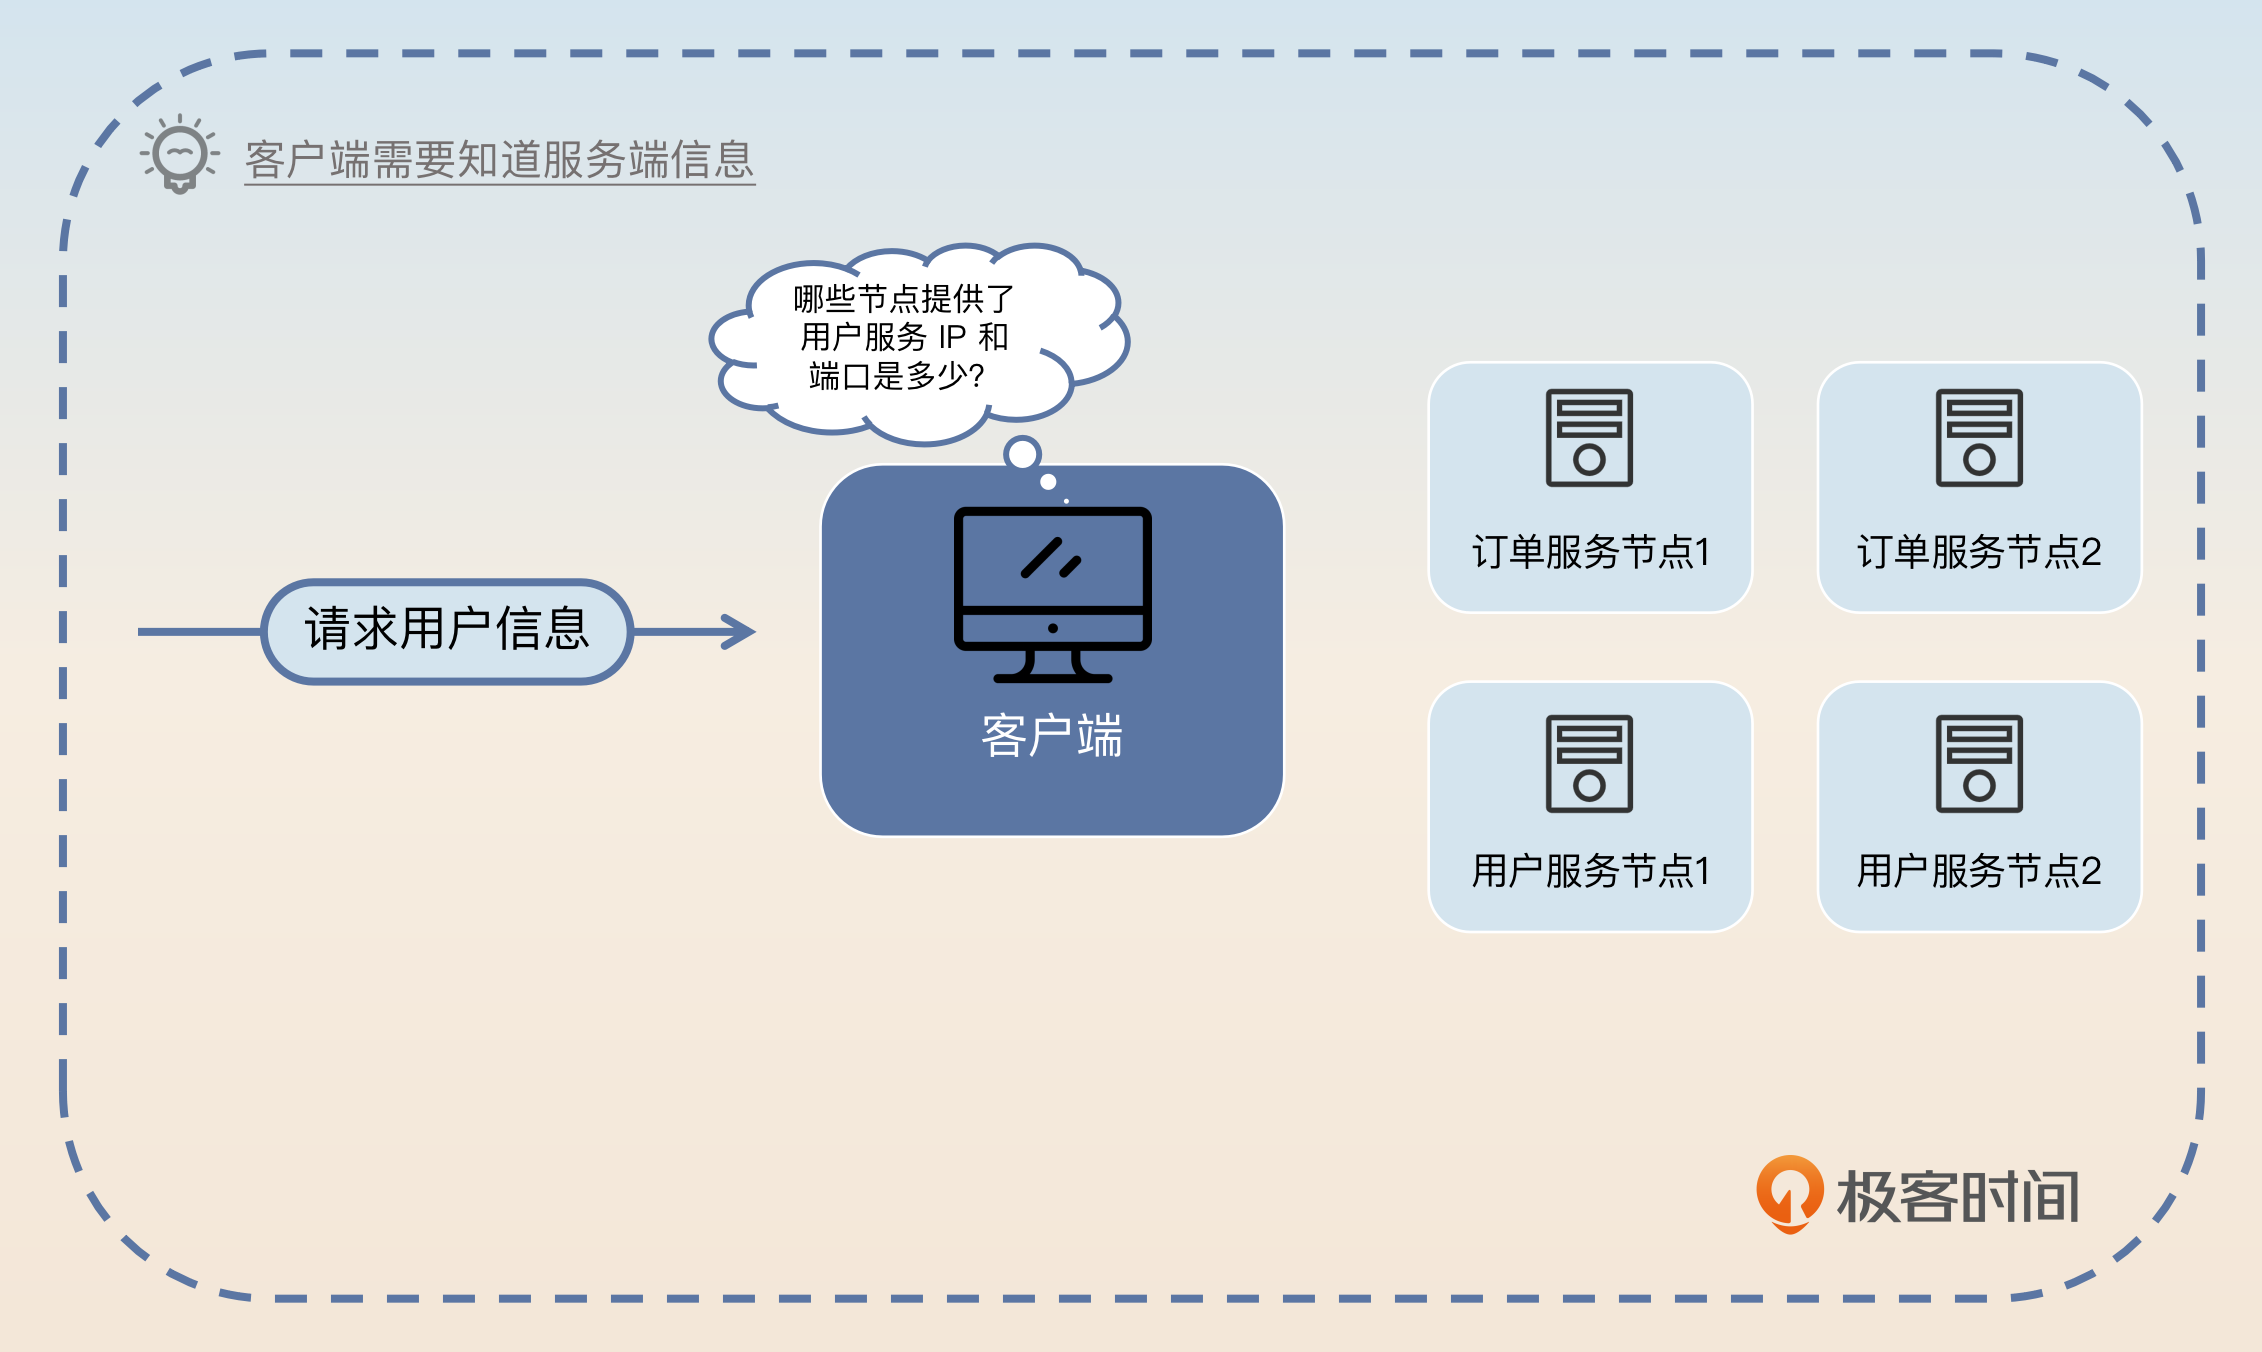 客户端需要知道服务端信息
哪些节点提供了
用户服务 IP 和
端口是多少?
请求用户信息
客户端
订单服务节点1
订单服务节点2
用户服务节点1
用户服务节点2
极客时间